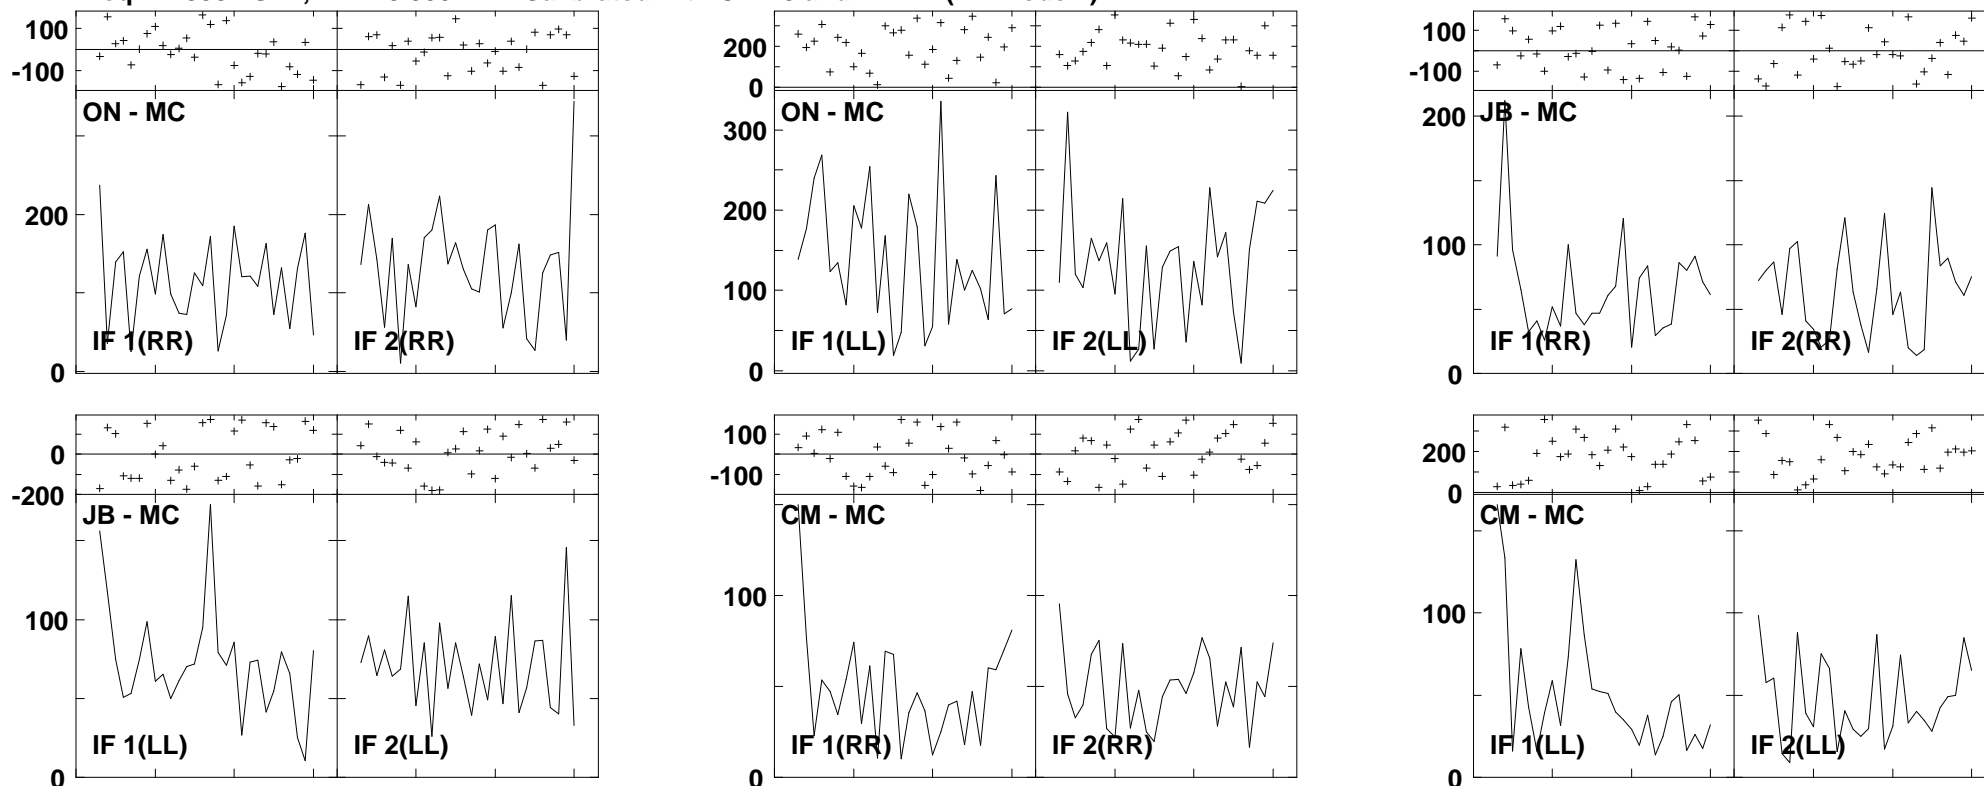 100
-100
ON - MC
200
0
IF 1(RR)
IF 2(RR)
200
0
ON - MC
300
200
100
0
IF 1(LL)
IF 2(LL)
100
-100
JB - MC
200
100
0
IF 1(RR)
IF 2(RR)
0
-200
JB - MC
100
0
IF 1(LL)
IF 2(LL)
100
-100
CM - MC
100
0
IF 1(RR)
IF 2(RR)
200
0
CM - MC
100
0
IF 1(LL)
IF 2(LL)